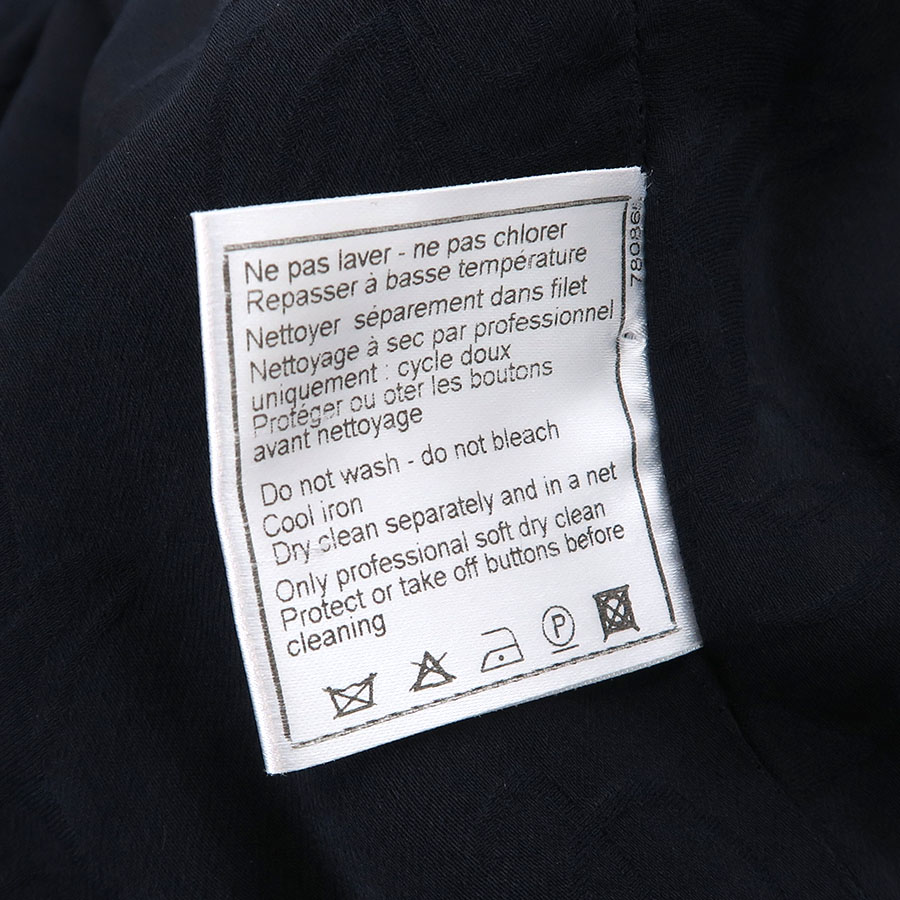 Ne pas laver - ne pas chlorer
Repasser à basse température
Nettoyer séparement dans filet
Nettoyage à sec par professionnel
uniquement : cycle doux
Protéger ou oter les boutons
avant nettoyage
Do not wash - do not bleach
Cool iron
Dry clean separately and in a net
Only professional soft dry clean
Protect or take off buttons before
cleaning
P